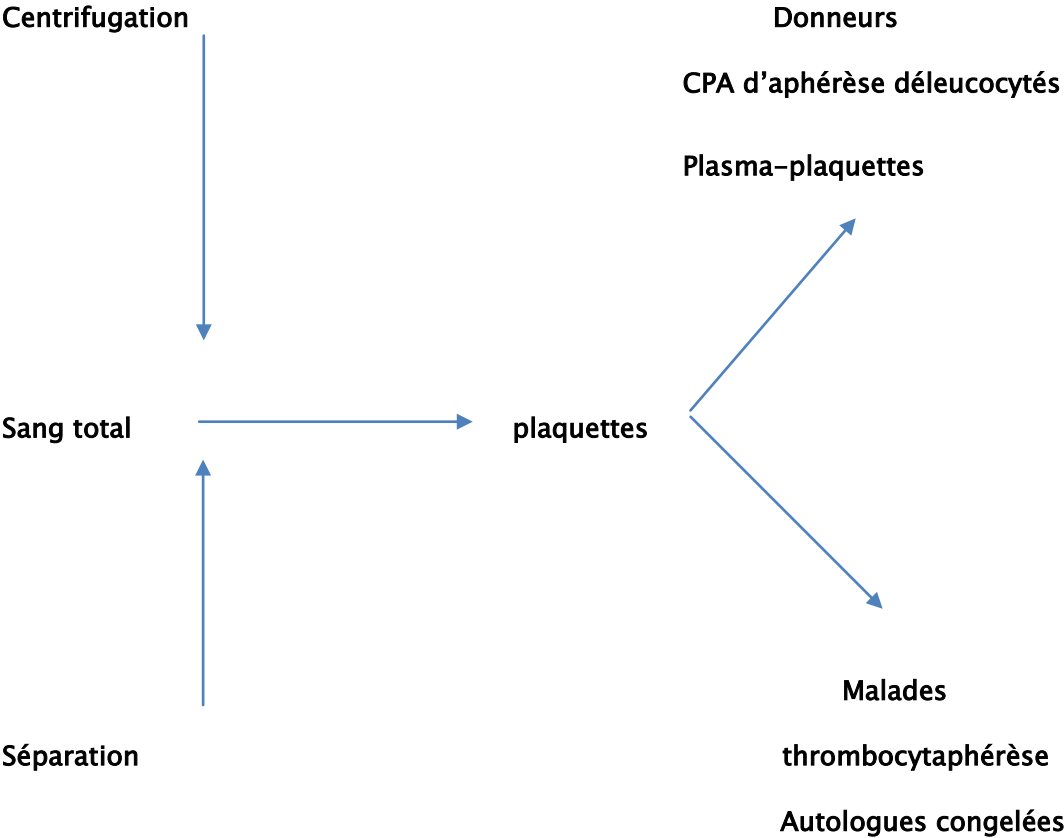 Centrifugation
Donneurs
CPA d’aphérèse déleucocytés
Plasma-plaquettes
Sang total
plaquettes
Malades
Séparation
thrombocytaphérèse
Autologues congelées